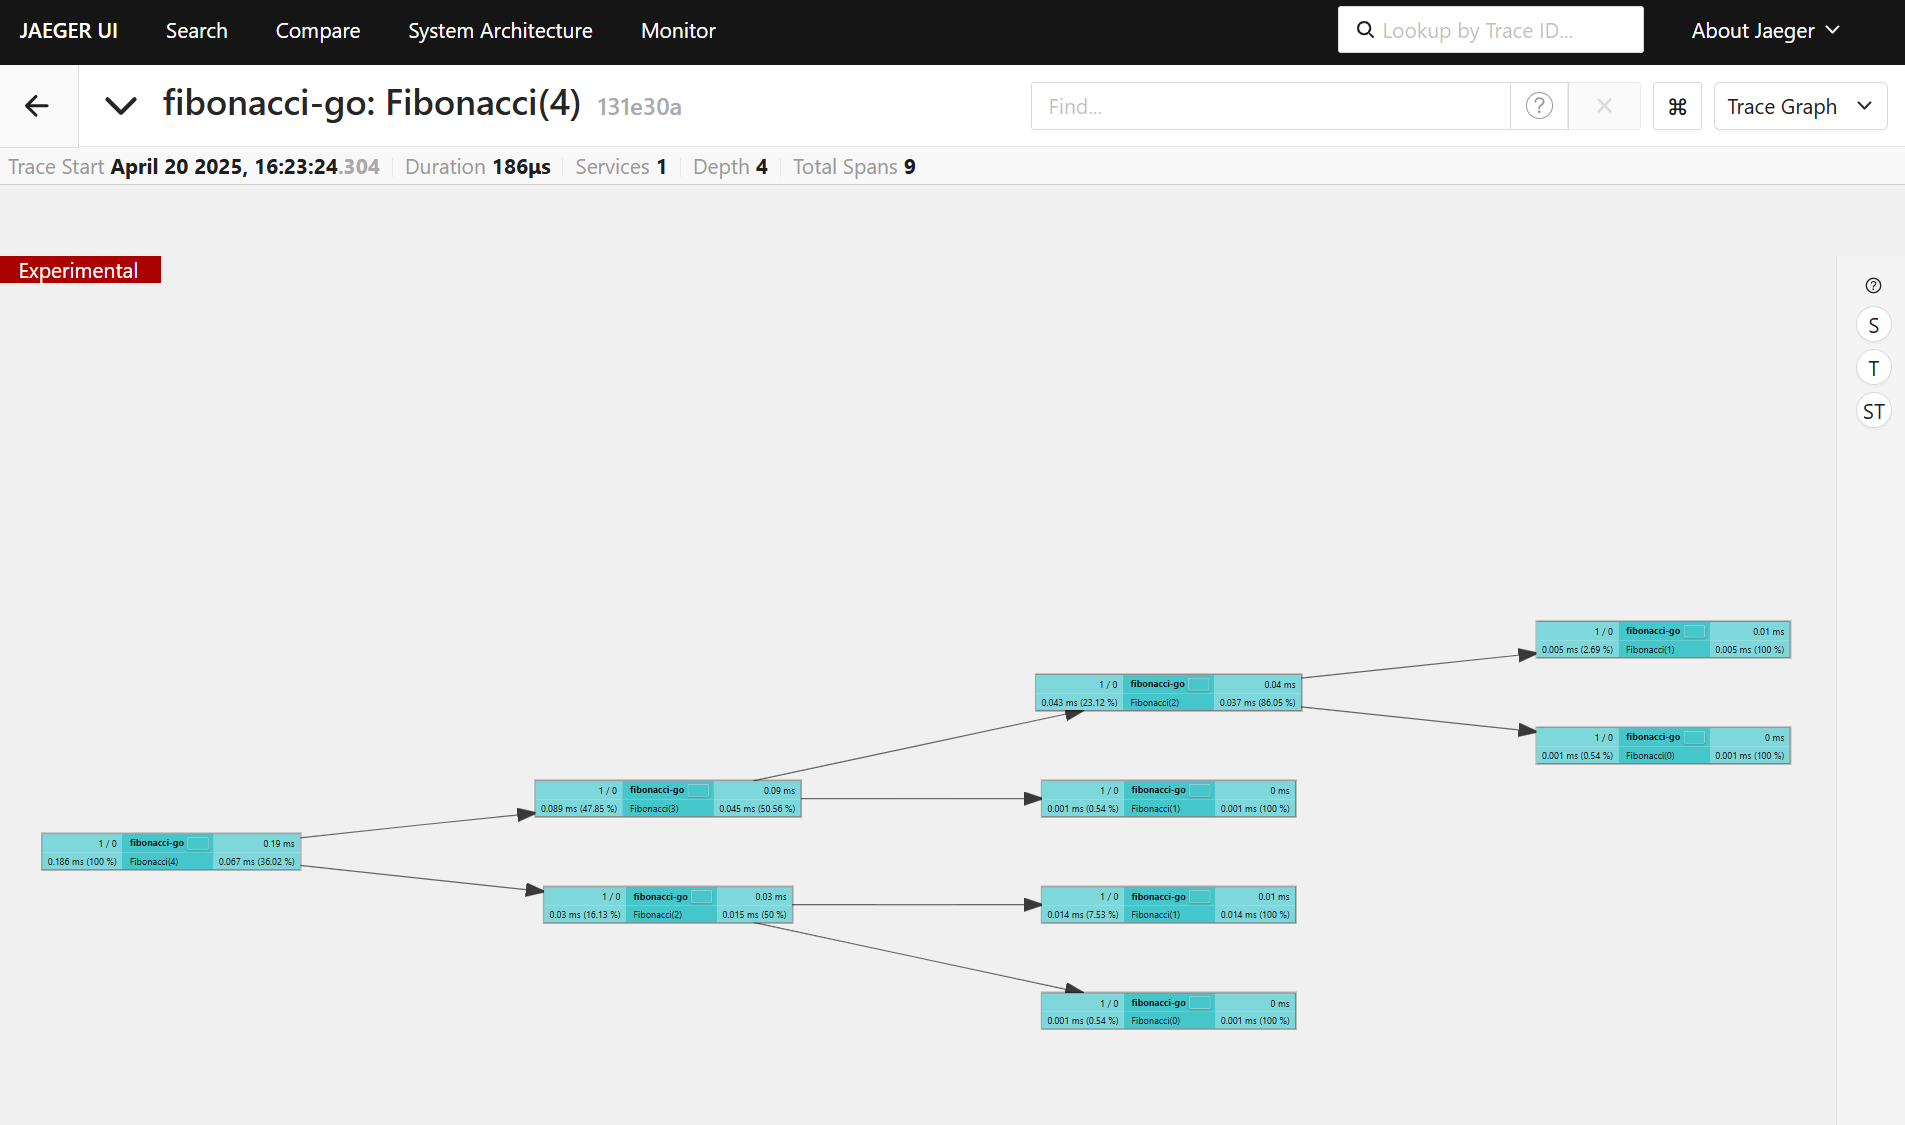 JAEGER UI Search Compare System Architecture Monitor Lookup by Trace ID... About Jaeger
fibonacci-go: Fibonacci(4) 131e30a Find... Trace Graph
Trace Start April 20 2025, 16:23:24.304 Duration 186μs Services 1 Depth 4 Total Spans 9
Experimental
S
T
ST
1 / 0 fibonacci-go 0.01 ms
0.005 ms (2.69 %) Fibonacci(1) 0.005 ms (100 %)
1 / 0 fibonacci-go 0.04 ms
0.043 ms (23.12 %) Fibonacci(2) 0.037 ms (86.05 %)
1 / 0 fibonacci-go 0 ms
0.001 ms (0.54 %) Fibonacci(0) 0.001 ms (100 %)
1 / 0 fibonacci-go 0.09 ms
0.089 ms (47.85 %) Fibonacci(3) 0.045 ms (50.56 %)
1 / 0 fibonacci-go 0 ms
0.001 ms (0.54 %) Fibonacci(1) 0.001 ms (100 %)
1 / 0 fibonacci-go 0.19 ms
0.186 ms (100 %) Fibonacci(4) 0.067 ms (36.02 %)
1 / 0 fibonacci-go 0.03 ms
0.03 ms (16.13 %) Fibonacci(2) 0.015 ms (50 %)
1 / 0 fibonacci-go 0.01 ms
0.014 ms (7.53 %) Fibonacci(1) 0.014 ms (100 %)
1 / 0 fibonacci-go 0 ms
0.001 ms (0.54 %) Fibonacci(0) 0.001 ms (100 %)